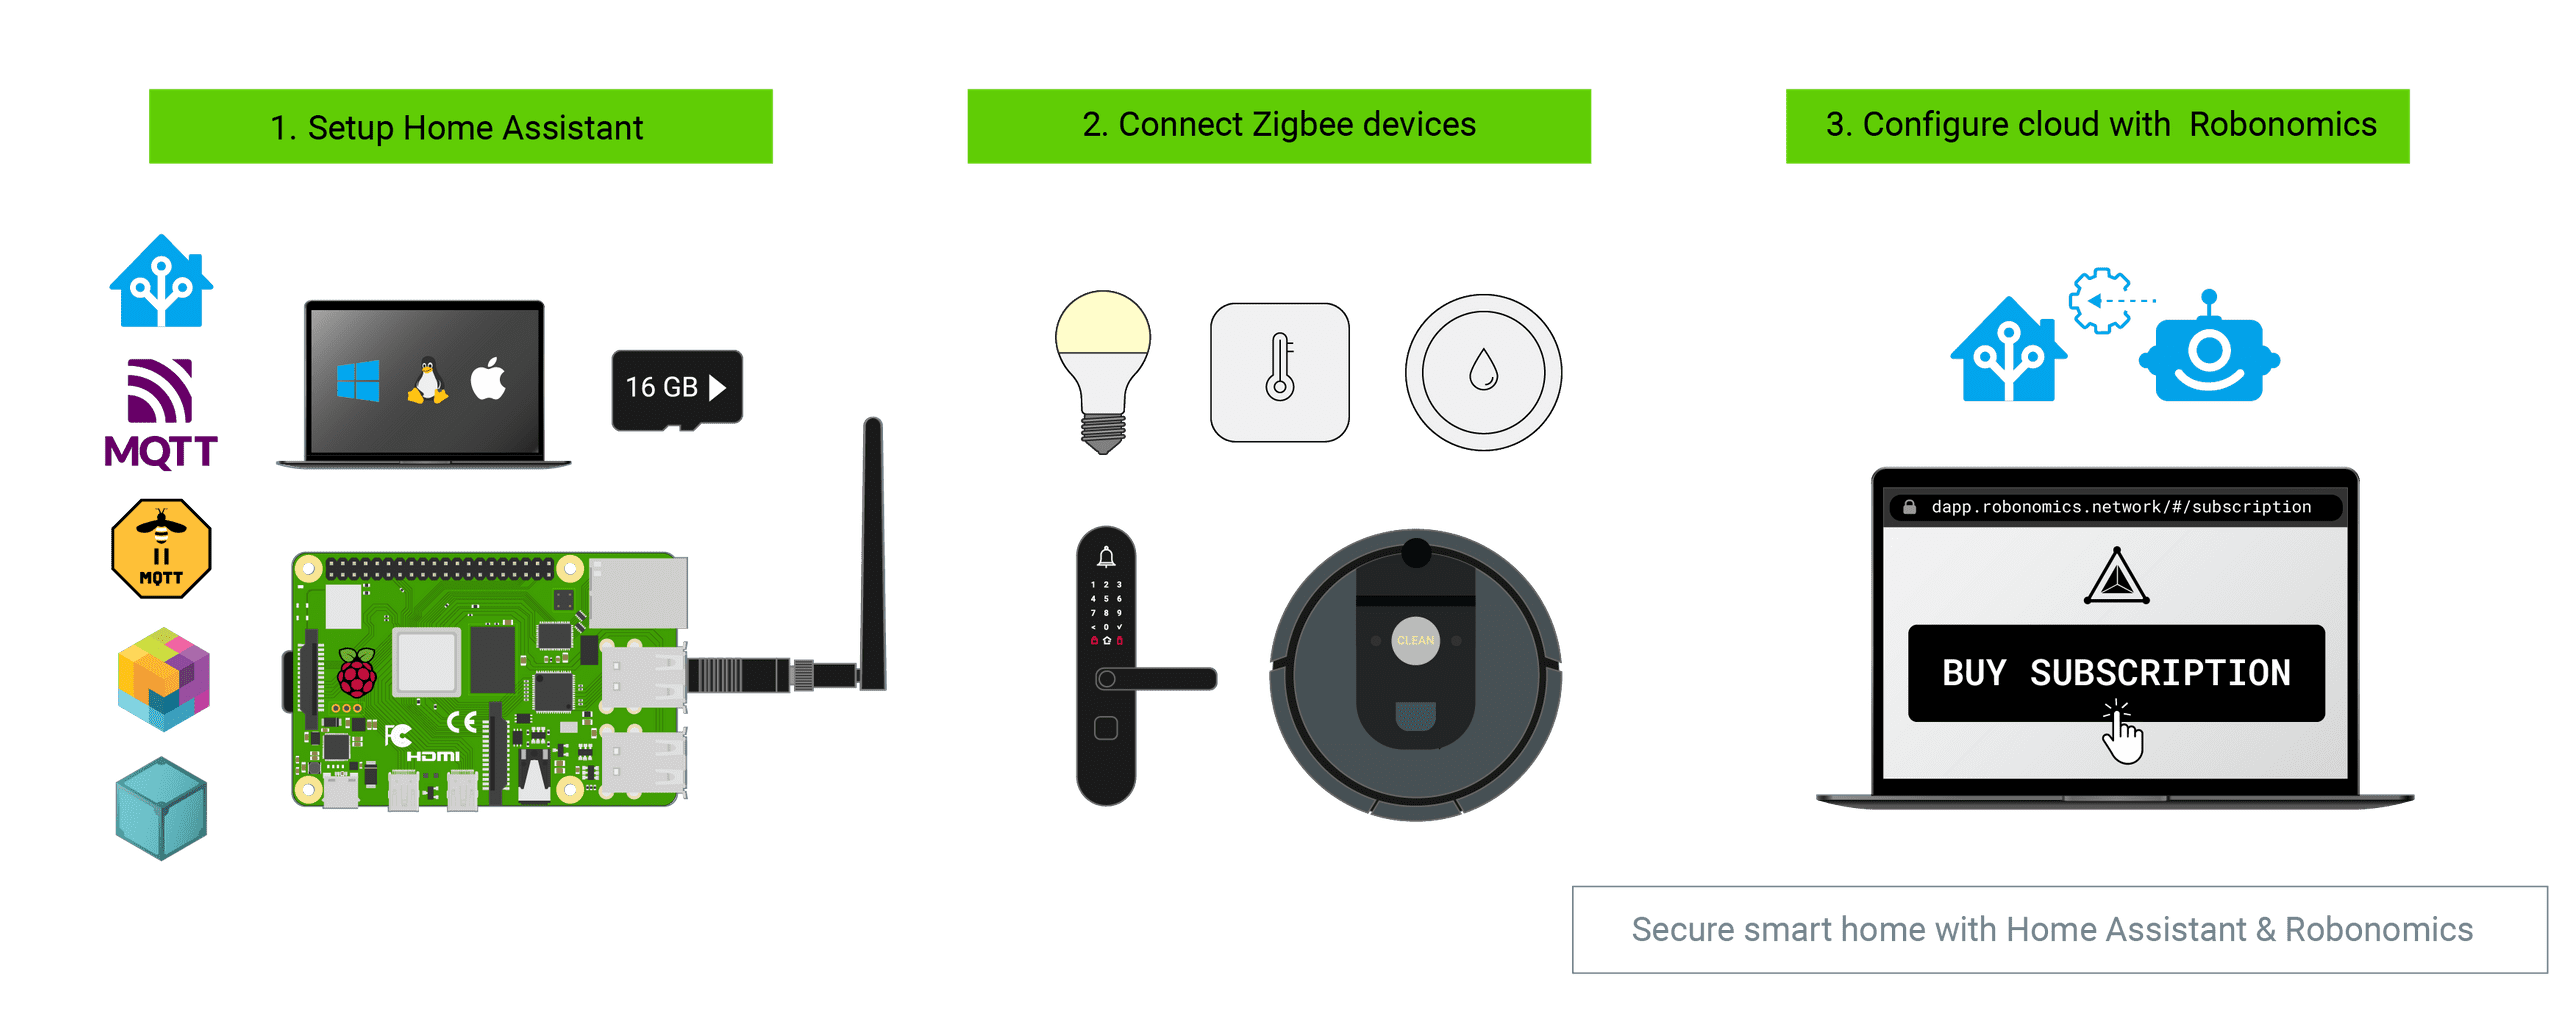 1. Setup Home Assistant
2. Connect Zigbee devices
3. Configure cloud with  Robonomics
MQTT
16 GB
MQTT
HDMI
CE
FC
1 2 3
4 5 6
7 8 9
< 0 ✓
CLEAN
dapp.robonomics.network/#/subscription
BUY SUBSCRIPTION
Secure smart home with Home Assistant & Robonomics